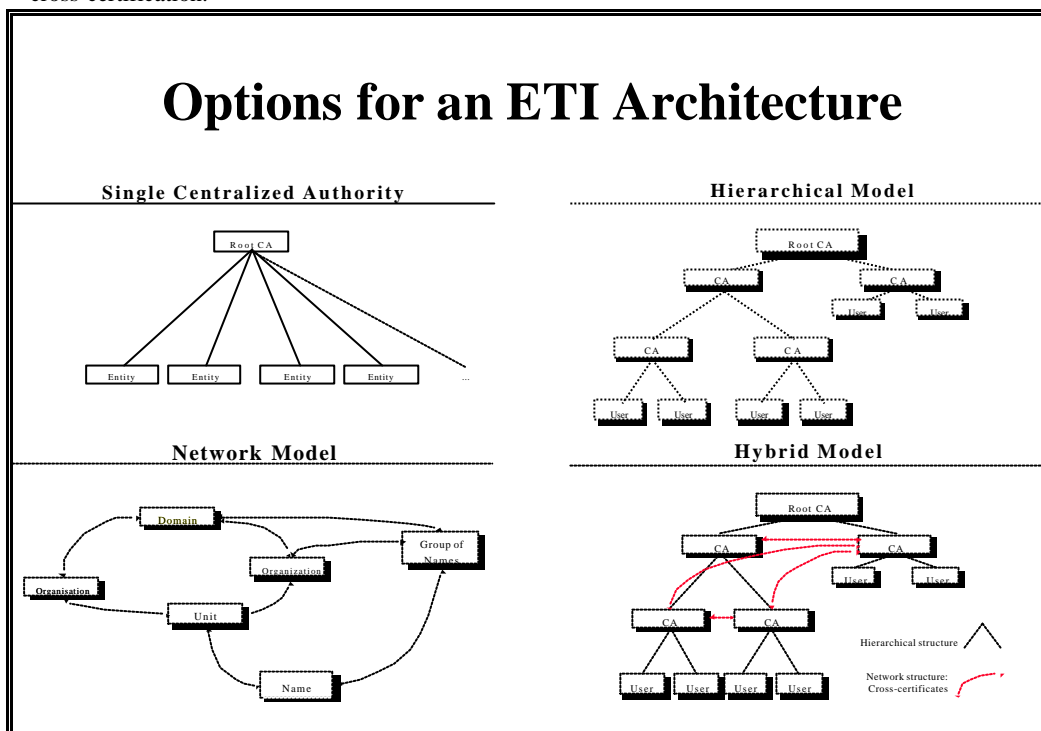 cross-certification.
Options for an ETI Architecture
Single Centralized Authority
Root CA
Entity
Entity
Entity
Entity
...
Hierarchical Model
Root CA
CA
CA
User
User
CA
CA
User
User
User
User
Network Model
Domain
Group of
Names
Organization
Organisation
Unit
Name
Hybrid Model
Root CA
CA
CA
User
User
CA
CA
Hierarchical structure
User
User
User
User
Network structure:
Cross-certificates